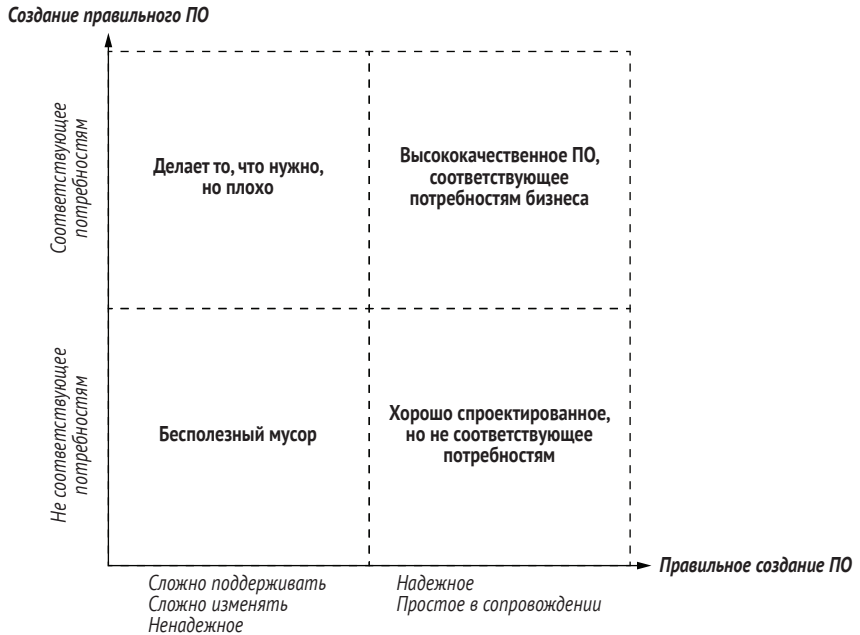 Создание правильного ПО
Соответствующее
потребностям
Делает то, что нужно,
но плохо
Высококачественное ПО,
соответствующее
потребностям бизнеса
Не соответствующее
потребностям
Бесполезный мусор
Хорошо спроектированное,
но не соответствующее
потребностям
Правильное создание ПО
Сложно поддерживать
Сложно изменять
Ненадежное
Надежное
Простое в сопровождении